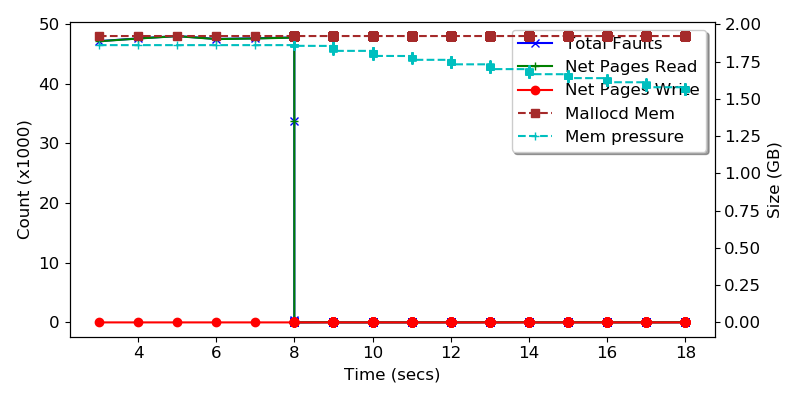 50
40
30
20
10
0
Count (x1000)
2.00
1.75
1.50
1.25
1.00
0.75
0.50
0.25
0.00
Size (GB)
Total Faults
Net Pages Read
Net Pages Write
Mallocd Mem
Mem pressure
4 6 8 10 12 14 16 18
Time (secs)